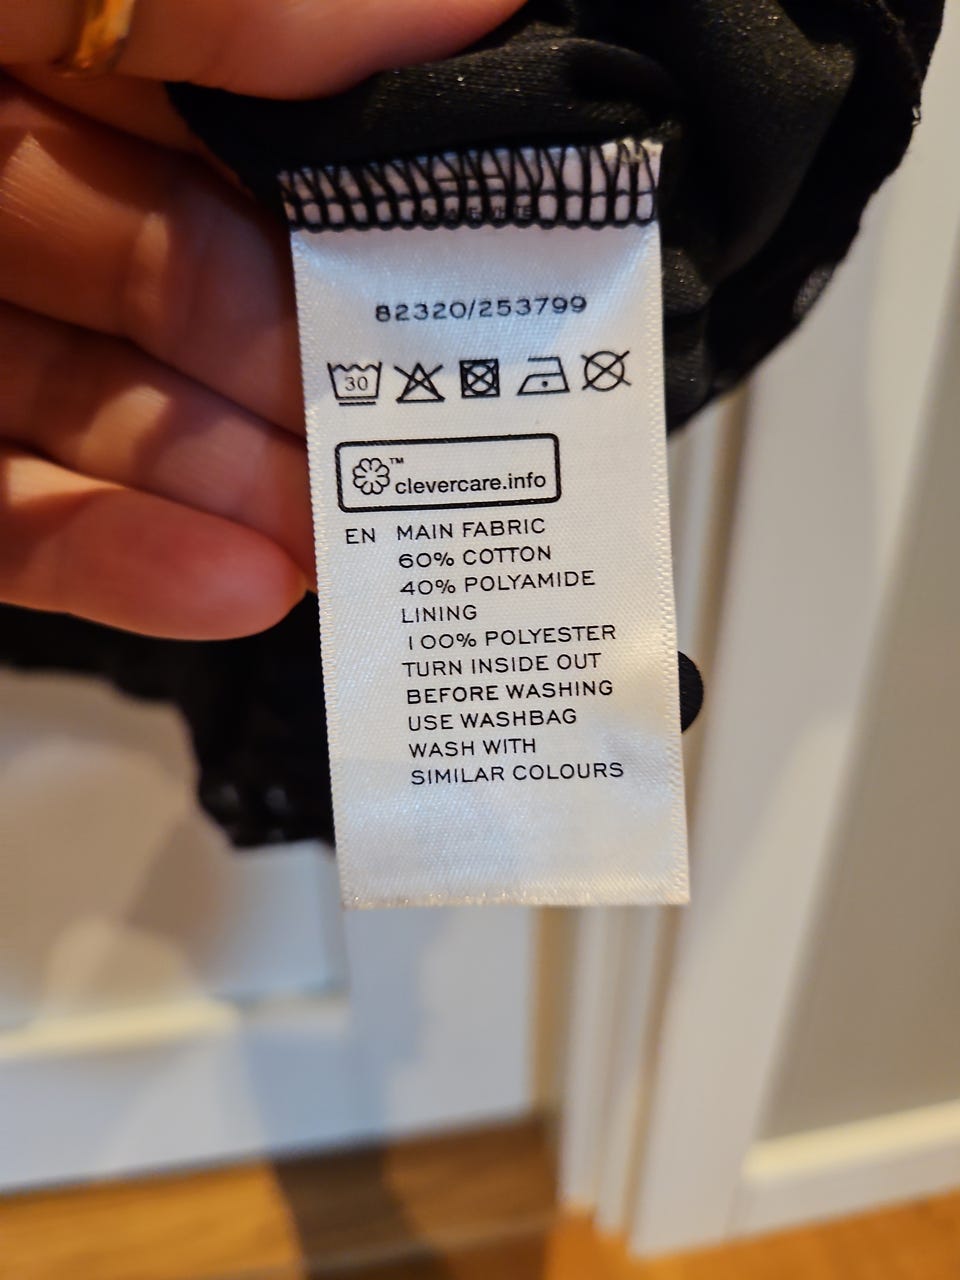 82320/253799
30
™
clevercare.info
EN MAIN FABRIC
60% COTTON
40% POLYAMIDE
LINING
100% POLYESTER
TURN INSIDE OUT
BEFORE WASHING
USE WASHBAG
WASH WITH
SIMILAR COLOURS